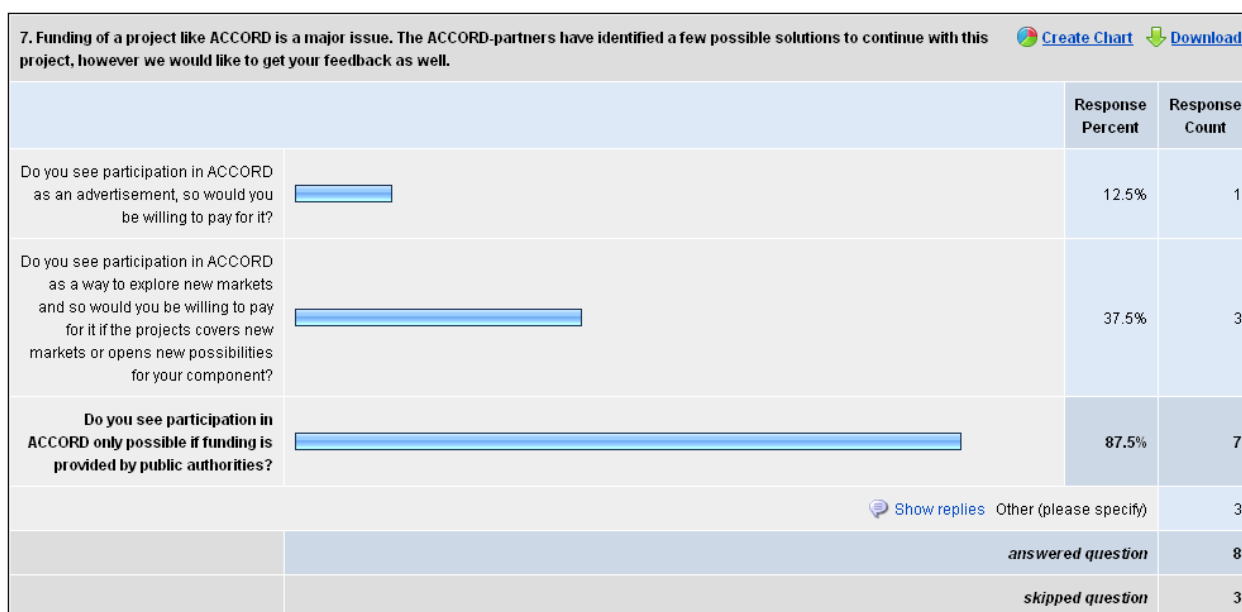 7. Funding of a project like ACCORD is a major issue. The ACCORD-partners have identified a few possible solutions to continue with this
project, however we would like to get your feedback as well.
Create Chart Download
Response
Percent
Response
Count
Do you see participation in ACCORD
as an advertisement, so would you
be willing to pay for it?
12.5% 1
Do you see participation in ACCORD
as a way to explore new markets
and so would you be willing to pay
for it if the projects covers new
markets or opens new possibilities
for your component?
37.5% 3
Do you see participation in
ACCORD only possible if funding is
provided by public authorities?
87.5% 7
Show replies Other (please specify) 3
answered question 8
skipped question 3